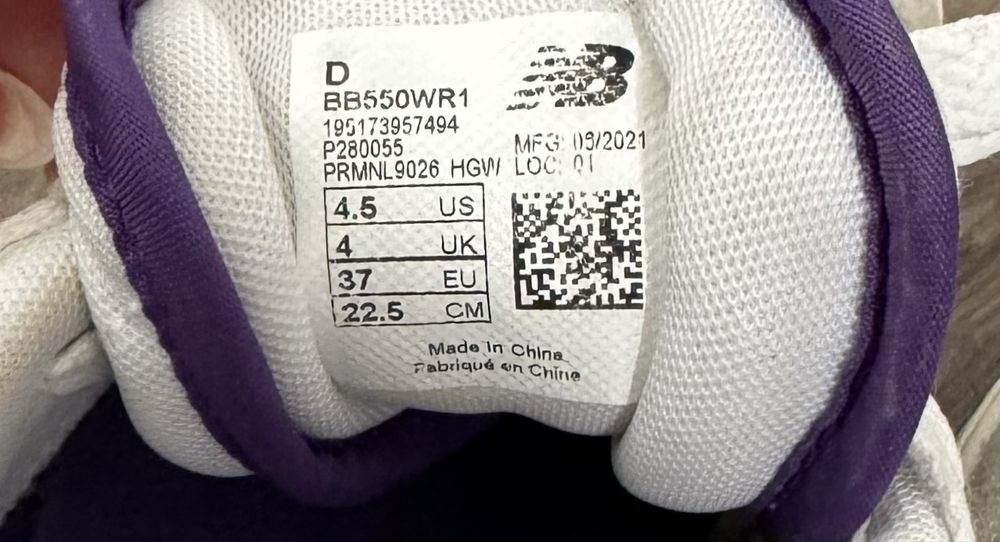 D
BB550WR1
195173957494
P280055
PRMNL9026 HGW
MFG: 05/2021
LOC: 01
4.5 US
4 UK
37 EU
22.5 CM
Made in China
Fabriqué en Chine